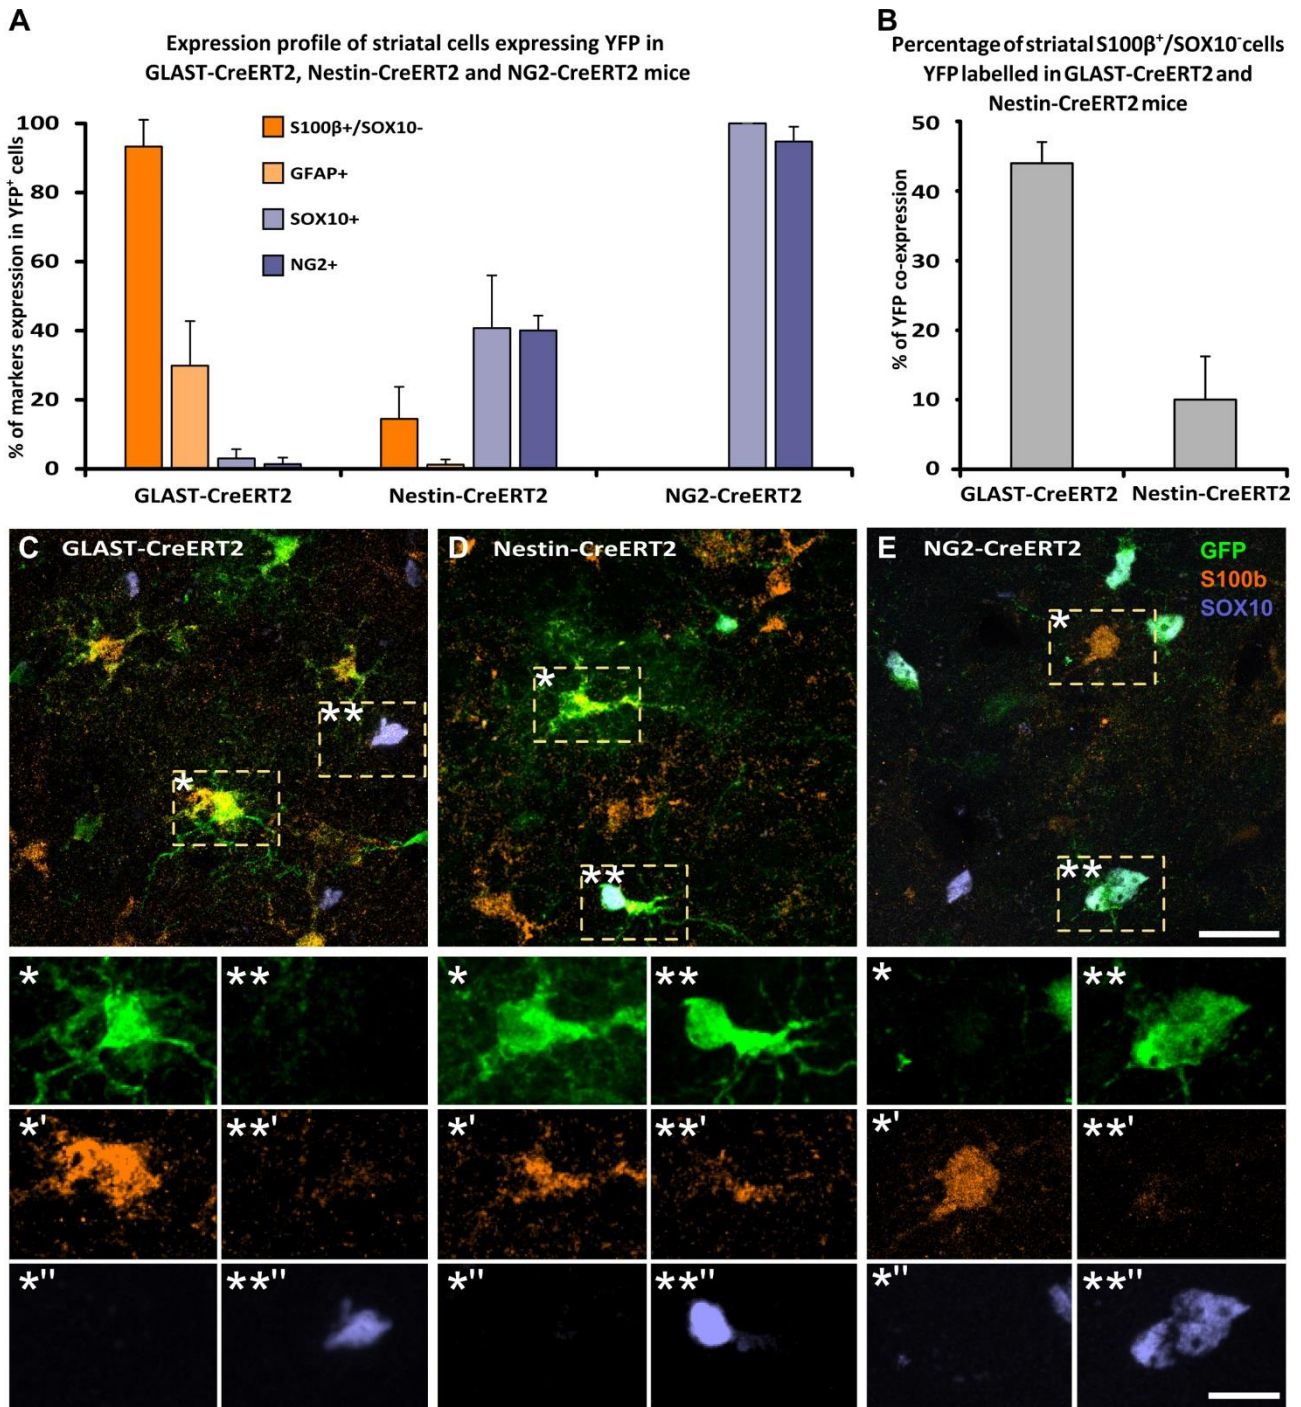 A
Expression profile of striatal cells expressing YFP in
GLAST-CreERT2, Nestin-CreERT2 and NG2-CreERT2 mice
% of markers expression in YFP⁺ cells
100
80
60
40
20
0
S100β+/SOX10-
GFAP+
SOX10+
NG2+
GLAST-CreERT2
Nestin-CreERT2
NG2-CreERT2
B
Percentage of striatal S100β⁺/SOX10⁻cells
YFP labelled in GLAST-CreERT2 and
Nestin-CreERT2 mice
% of YFP co-expression
50
40
30
20
10
0
GLAST-CreERT2
Nestin-CreERT2
C GLAST-CreERT2
**
*
D Nestin-CreERT2
*
**
E NG2-CreERT2
GFP
S100b
SOX10
*
**
* ** * ** * **
*' **' *' **' *' **'
*" **" *" **" *" **"